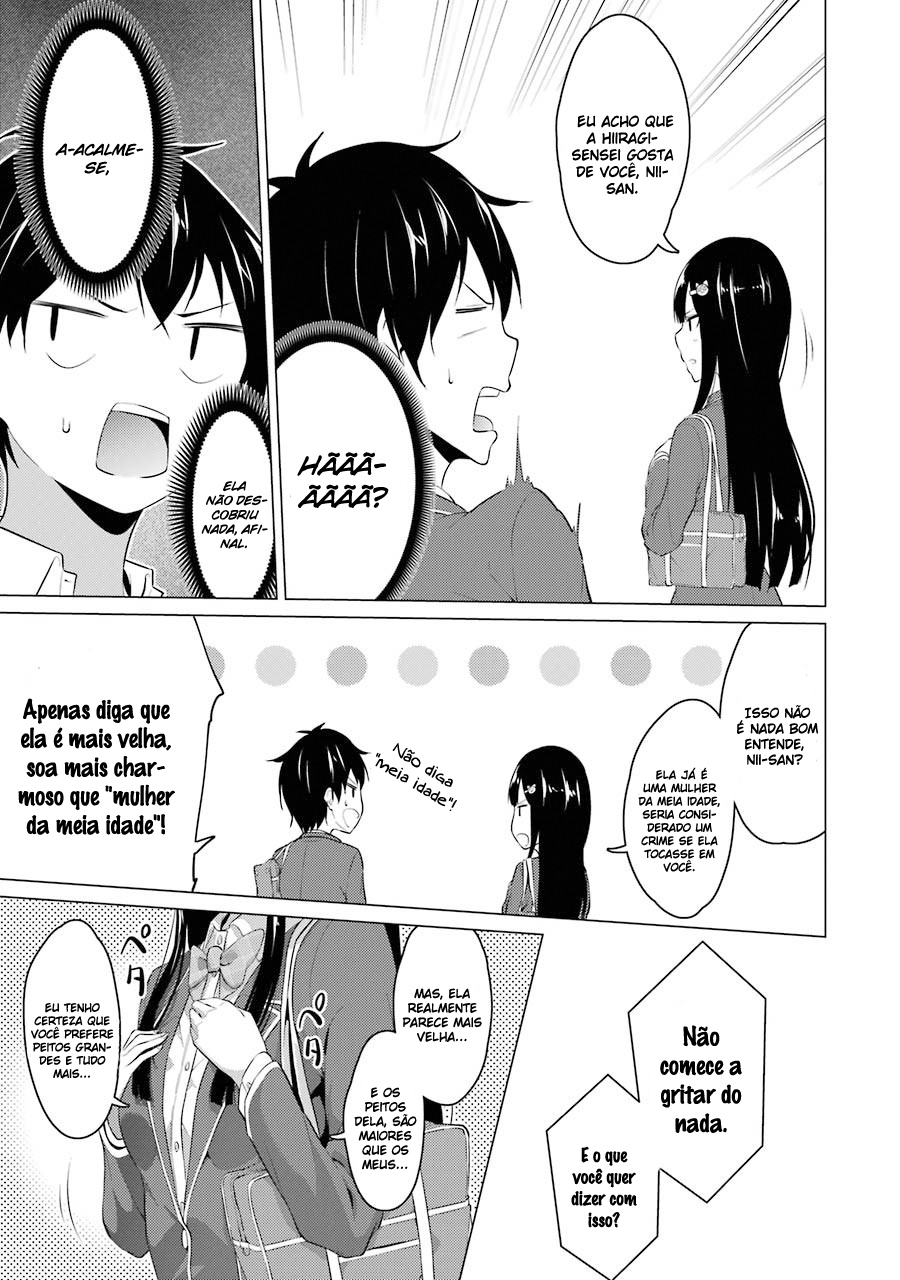 EU ACHO QUE
A HIIRAGI-
SENSEI GOSTA
DE VOCÊ, NII-
SAN.
HÃÃÃ-
ÃÃÃÃ?
A-ACALME-
SE,
ELA
NÃO DES-
COBRIU
NADA, AFI-
NAL.
ISSO NÃO
É NADA BOM
ENTENDE,
NII-SAN?
ELA JÁ É
UMA MULHER
DA MEIA IDADE,
SERIA CONSI-
DERADO UM
CRIME SE ELA
TOCASSE EM
VOCÊ.
Não diga
"meia idade"!
Apenas diga que
ela é mais velha,
soa mais char-
moso que "mulher
da meia idade"!
Não
comece a
gritar do
nada.
E o que
você quer
dizer com
isso?
MAS, ELA
REALMENTE
PARECE MAIS
VELHA...
E OS
PEITOS
DELA, SÃO
MAIORES
QUE OS
MEUS...
ペタ
ペタ
EU TENHO
CERTEZA QUE
VOCÊ PREFERE
PEITOS GRAN-
DES E TUDO
MAIS...